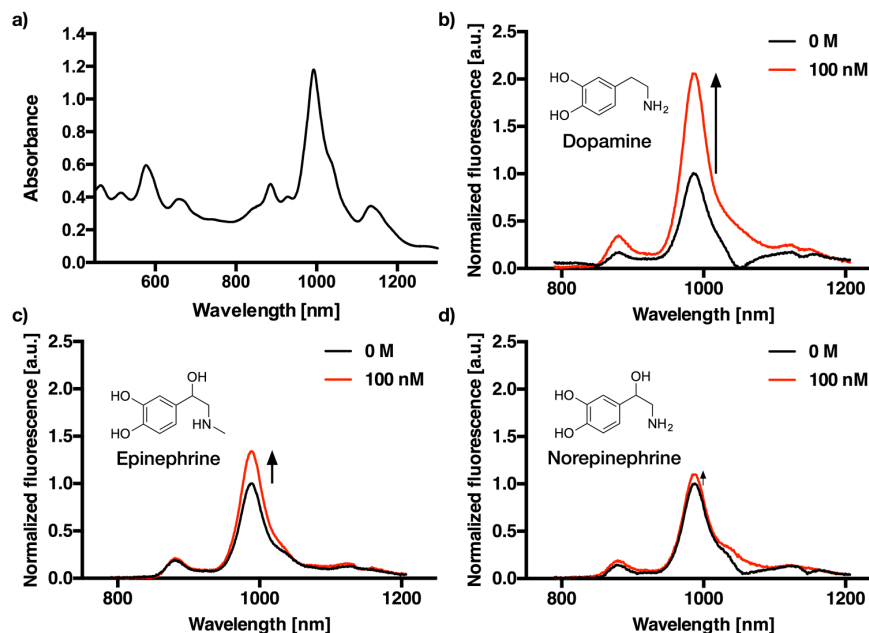 a)
Absorbance
1.4
1.2
1.0
0.8
0.6
0.4
0.2
0.0
600
800
1000
1200
Wavelength [nm]
b)
Normalized fluorescence [a.u.]
2.5
2.0
1.5
1.0
0.5
0.0
0 M
100 nM
HO
HO
NH2
Dopamine
800
1000
1200
Wavelength [nm]
c)
Normalized fluorescence [a.u.]
2.5
2.0
1.5
1.0
0.5
0.0
0 M
100 nM
OH
HO
HO
HN
Epinephrine
800
1000
1200
Wavelength [nm]
d)
Normalized fluorescence [a.u.]
2.5
2.0
1.5
1.0
0.5
0.0
0 M
100 nM
OH
HO
HO
NH2
Norepinephrine
800
1000
1200
Wavelength [nm]